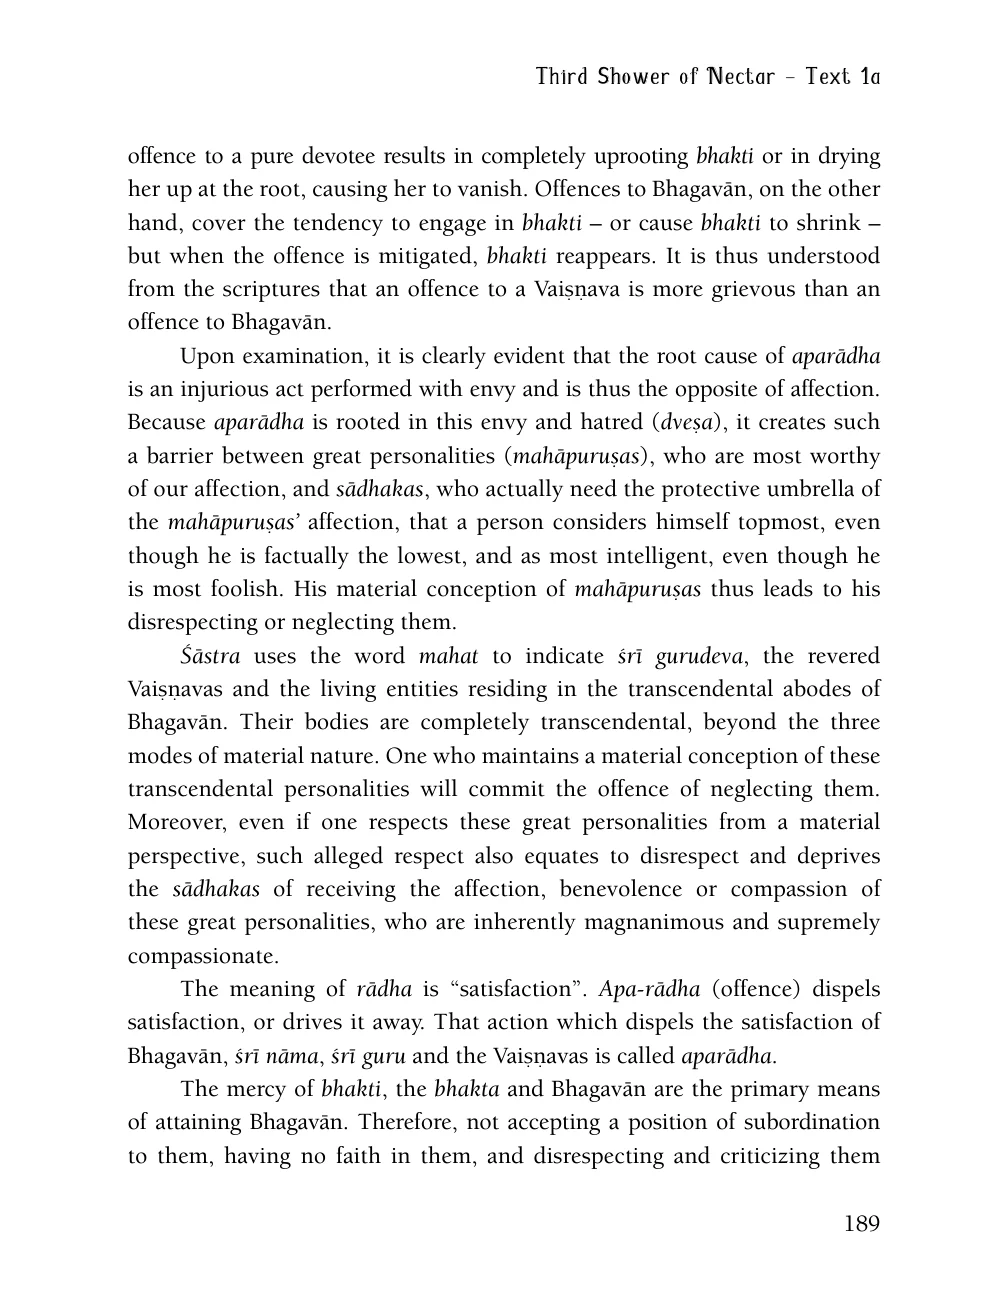 Third Shower of Nectar – Text 1a
offence to a pure devotee results in completely uprooting bhakti or in drying
her up at the root, causing her to vanish. Offences to Bhagavān, on the other
hand, cover the tendency to engage in bhakti – or cause bhakti to shrink –
but when the offence is mitigated, bhakti reappears. It is thus understood
from the scriptures that an offence to a Vaiṣṇava is more grievous than an
offence to Bhagavān.
Upon examination, it is clearly evident that the root cause of aparādha
is an injurious act performed with envy and is thus the opposite of affection.
Because aparādha is rooted in this envy and hatred (dveṣa), it creates such
a barrier between great personalities (mahāpuruṣas), who are most worthy
of our affection, and sādhakas, who actually need the protective umbrella of
the mahāpuruṣas’ affection, that a person considers himself topmost, even
though he is factually the lowest, and as most intelligent, even though he
is most foolish. His material conception of mahāpuruṣas thus leads to his
disrespecting or neglecting them.
Śāstra uses the word mahat to indicate śrī gurudeva, the revered
Vaiṣṇavas and the living entities residing in the transcendental abodes of
Bhagavān. Their bodies are completely transcendental, beyond the three
modes of material nature. One who maintains a material conception of these
transcendental personalities will commit the offence of neglecting them.
Moreover, even if one respects these great personalities from a material
perspective, such alleged respect also equates to disrespect and deprives
the sādhakas of receiving the affection, benevolence or compassion of
these great personalities, who are inherently magnanimous and supremely
compassionate.
The meaning of rādha is “satisfaction”. Apa-rādha (offence) dispels
satisfaction, or drives it away. That action which dispels the satisfaction of
Bhagavān, śrī nāma, śrī guru and the Vaiṣṇavas is called aparādha.
The mercy of bhakti, the bhakta and Bhagavān are the primary means
of attaining Bhagavān. Therefore, not accepting a position of subordination
to them, having no faith in them, and disrespecting and criticizing them
189